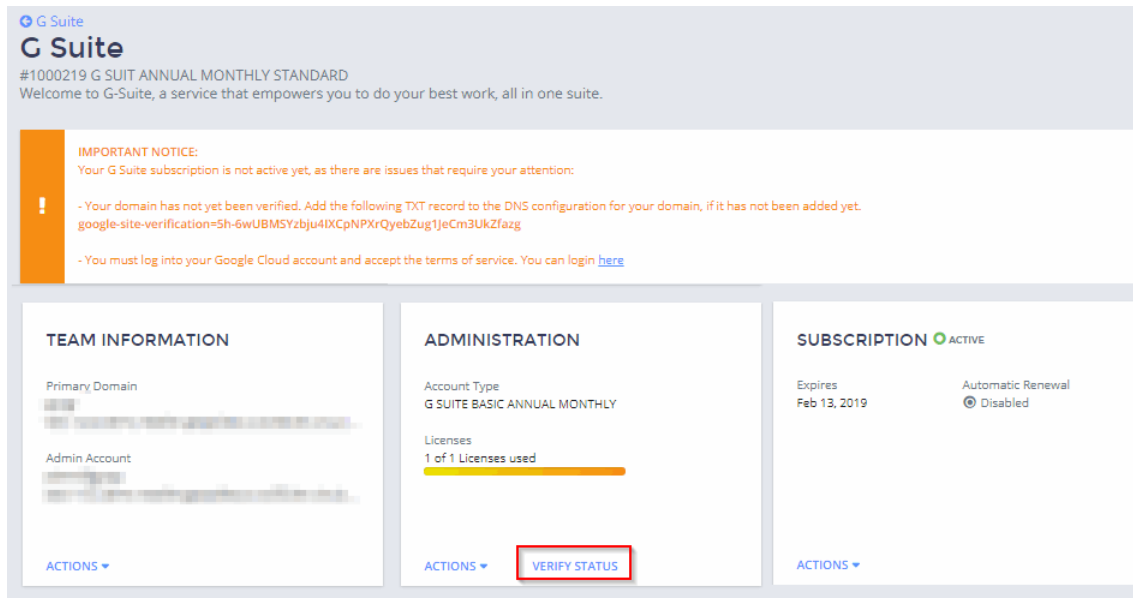 G Suite
G Suite
#1000219 G SUIT ANNUAL MONTHLY STANDARD
Welcome to G-Suite, a service that empowers you to do your best work, all in one suite.
!
IMPORTANT NOTICE:
Your G Suite subscription is not active yet, as there are issues that require your attention:
- Your domain has not yet been verified. Add the following TXT record to the DNS configuration for your domain, if it has not been added yet.
google-site-verification=5h-6wUBMSYzbju4IXCpNPXrQyebZug1JeCm3UkZfazg
- You must log into your Google Cloud account and accept the terms of service. You can login here
TEAM INFORMATION
Primary Domain
Admin Account
ACTIONS
ADMINISTRATION
Account Type
G SUITE BASIC ANNUAL MONTHLY
Licenses
1 of 1 Licenses used
ACTIONS VERIFY STATUS
SUBSCRIPTION ACTIVE
Expires Automatic Renewal
Feb 13, 2019 Disabled
ACTIONS